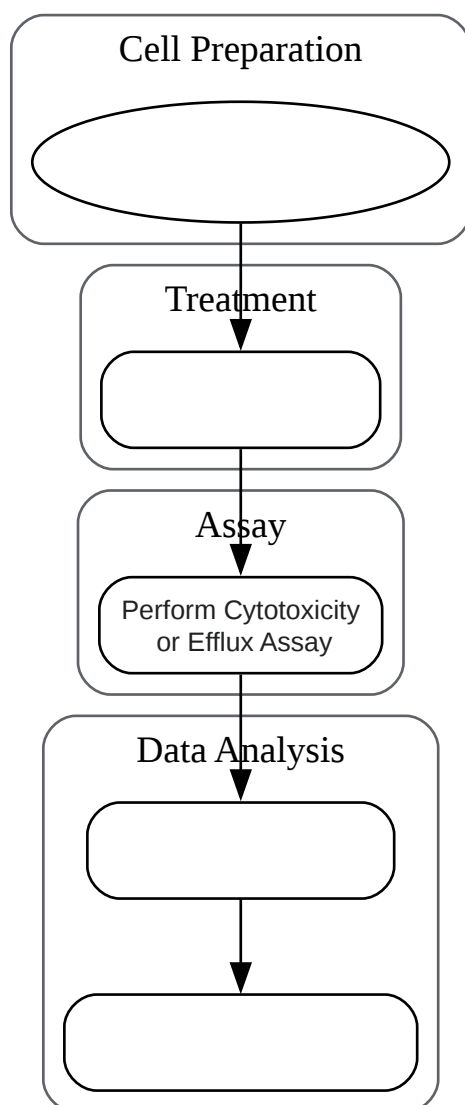 Cell Preparation
Treatment
Assay
Perform Cytotoxicity
or Efflux Assay
Data Analysis